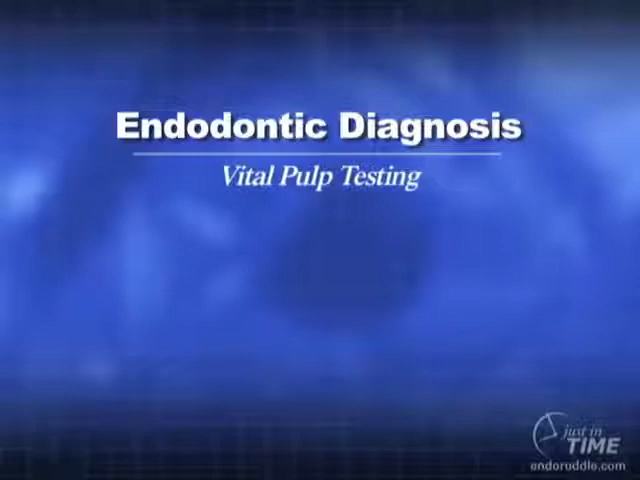 Endodontic Diagnosis
Vital Pulp Testing
just in
TIME
endoruddle.com